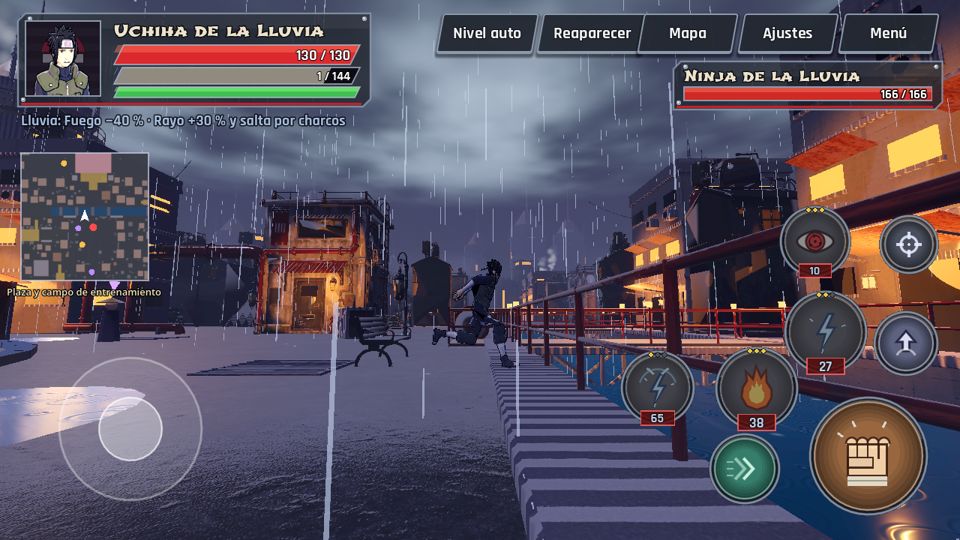 Uchiha de la Lluvia
130 / 130
1 / 144
Lluvia: Fuego −40 % · Rayo +30 % y salta por charcos
Nivel auto
Reaparecer
Mapa
Ajustes
Menú
Ninja de la Lluvia
166 / 166
Plaza y campo de entrenamiento
10
27
65
38